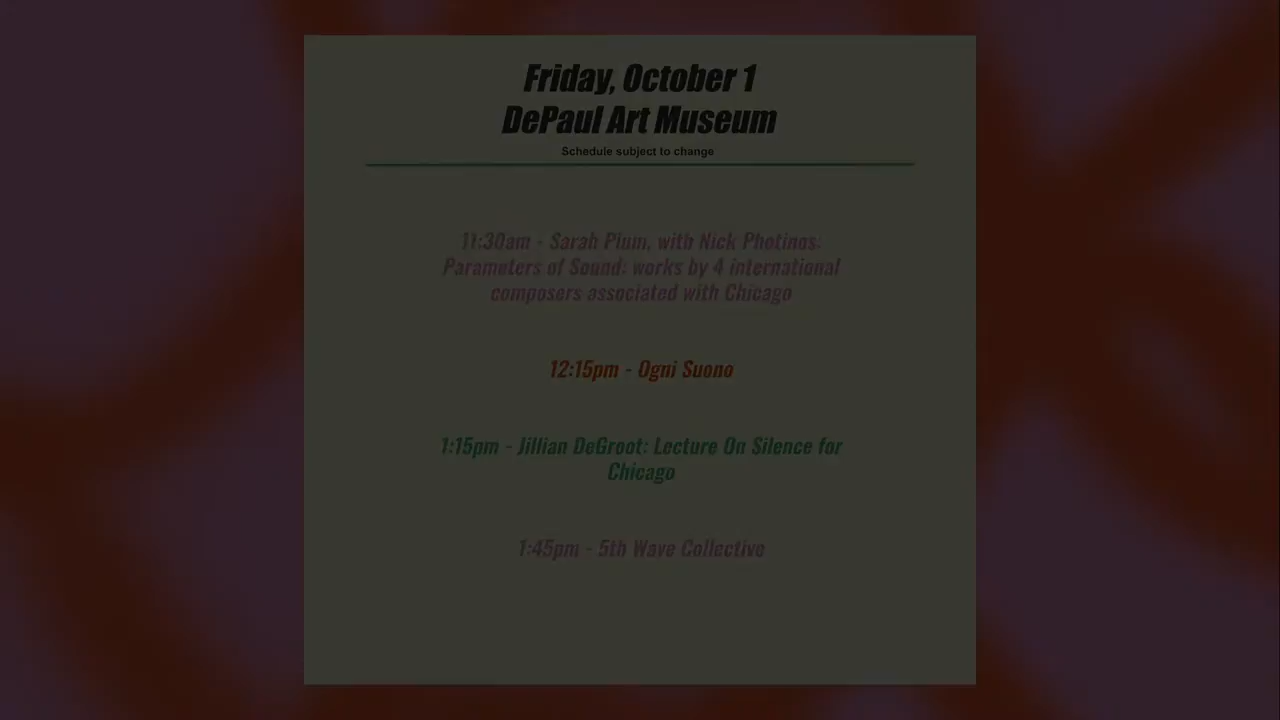 Friday, October 1
DePaul Art Museum
Schedule subject to change
11:30am - Sarah Plum, with Nick Photinos:
Parameters of Sound: works by 4 international
composers associated with Chicago
12:15pm - Ogni Suono
1:15pm - Jillian DeGroot: Lecture On Silence for
Chicago
1:45pm - 5th Wave Collective